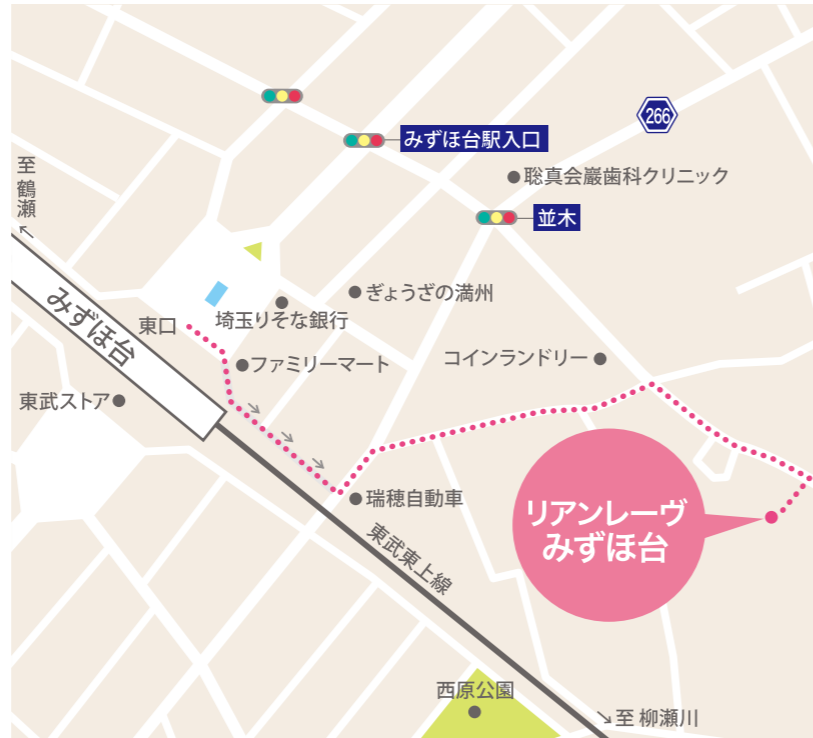 266
みずほ台駅入口
聡真会巖歯科クリニック
至鶴瀬
↖
並木
ぎょうざの満州
みずほ台
東口
埼玉りそな銀行
ファミリーマート
コインランドリー
東武ストア
瑞穂自動車
リアンレーヴ
みずほ台
東武東上線
西原公園
↘至 柳瀬川